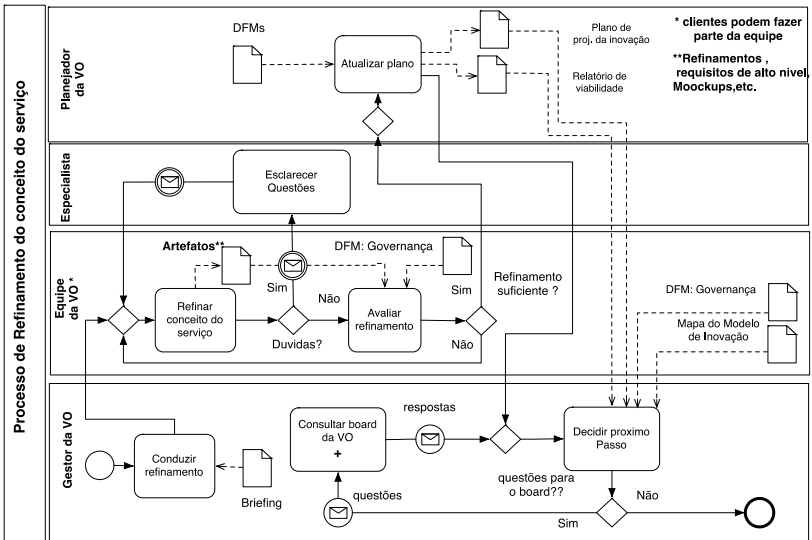 Processo de Refinamento do conceito do serviço
Planejador
da VO
DFMs
Atualizar plano
Plano de
proj. da inovação
Relatório de
viabilidade
* clientes podem fazer
parte da equipe
**Refinamentos ,
requisitos de alto nivel,
Moockups,etc.
Especialista
Esclarecer
Questões
Equipe
da VO *
Artefatos**
DFM: Governança
Sim
Não
Refinar
conceito do
serviço
Duvidas?
Avaliar
refinamento
Sim
Não
Refinamento
suficiente ?
DFM: Governança
Mapa do Modelo
de Inovação
Gestor da VO
Conduzir
refinamento
Briefing
Consultar board
da VO
+
respostas
questões
Decidir proximo
Passo
questões para
o board??
Não
Sim